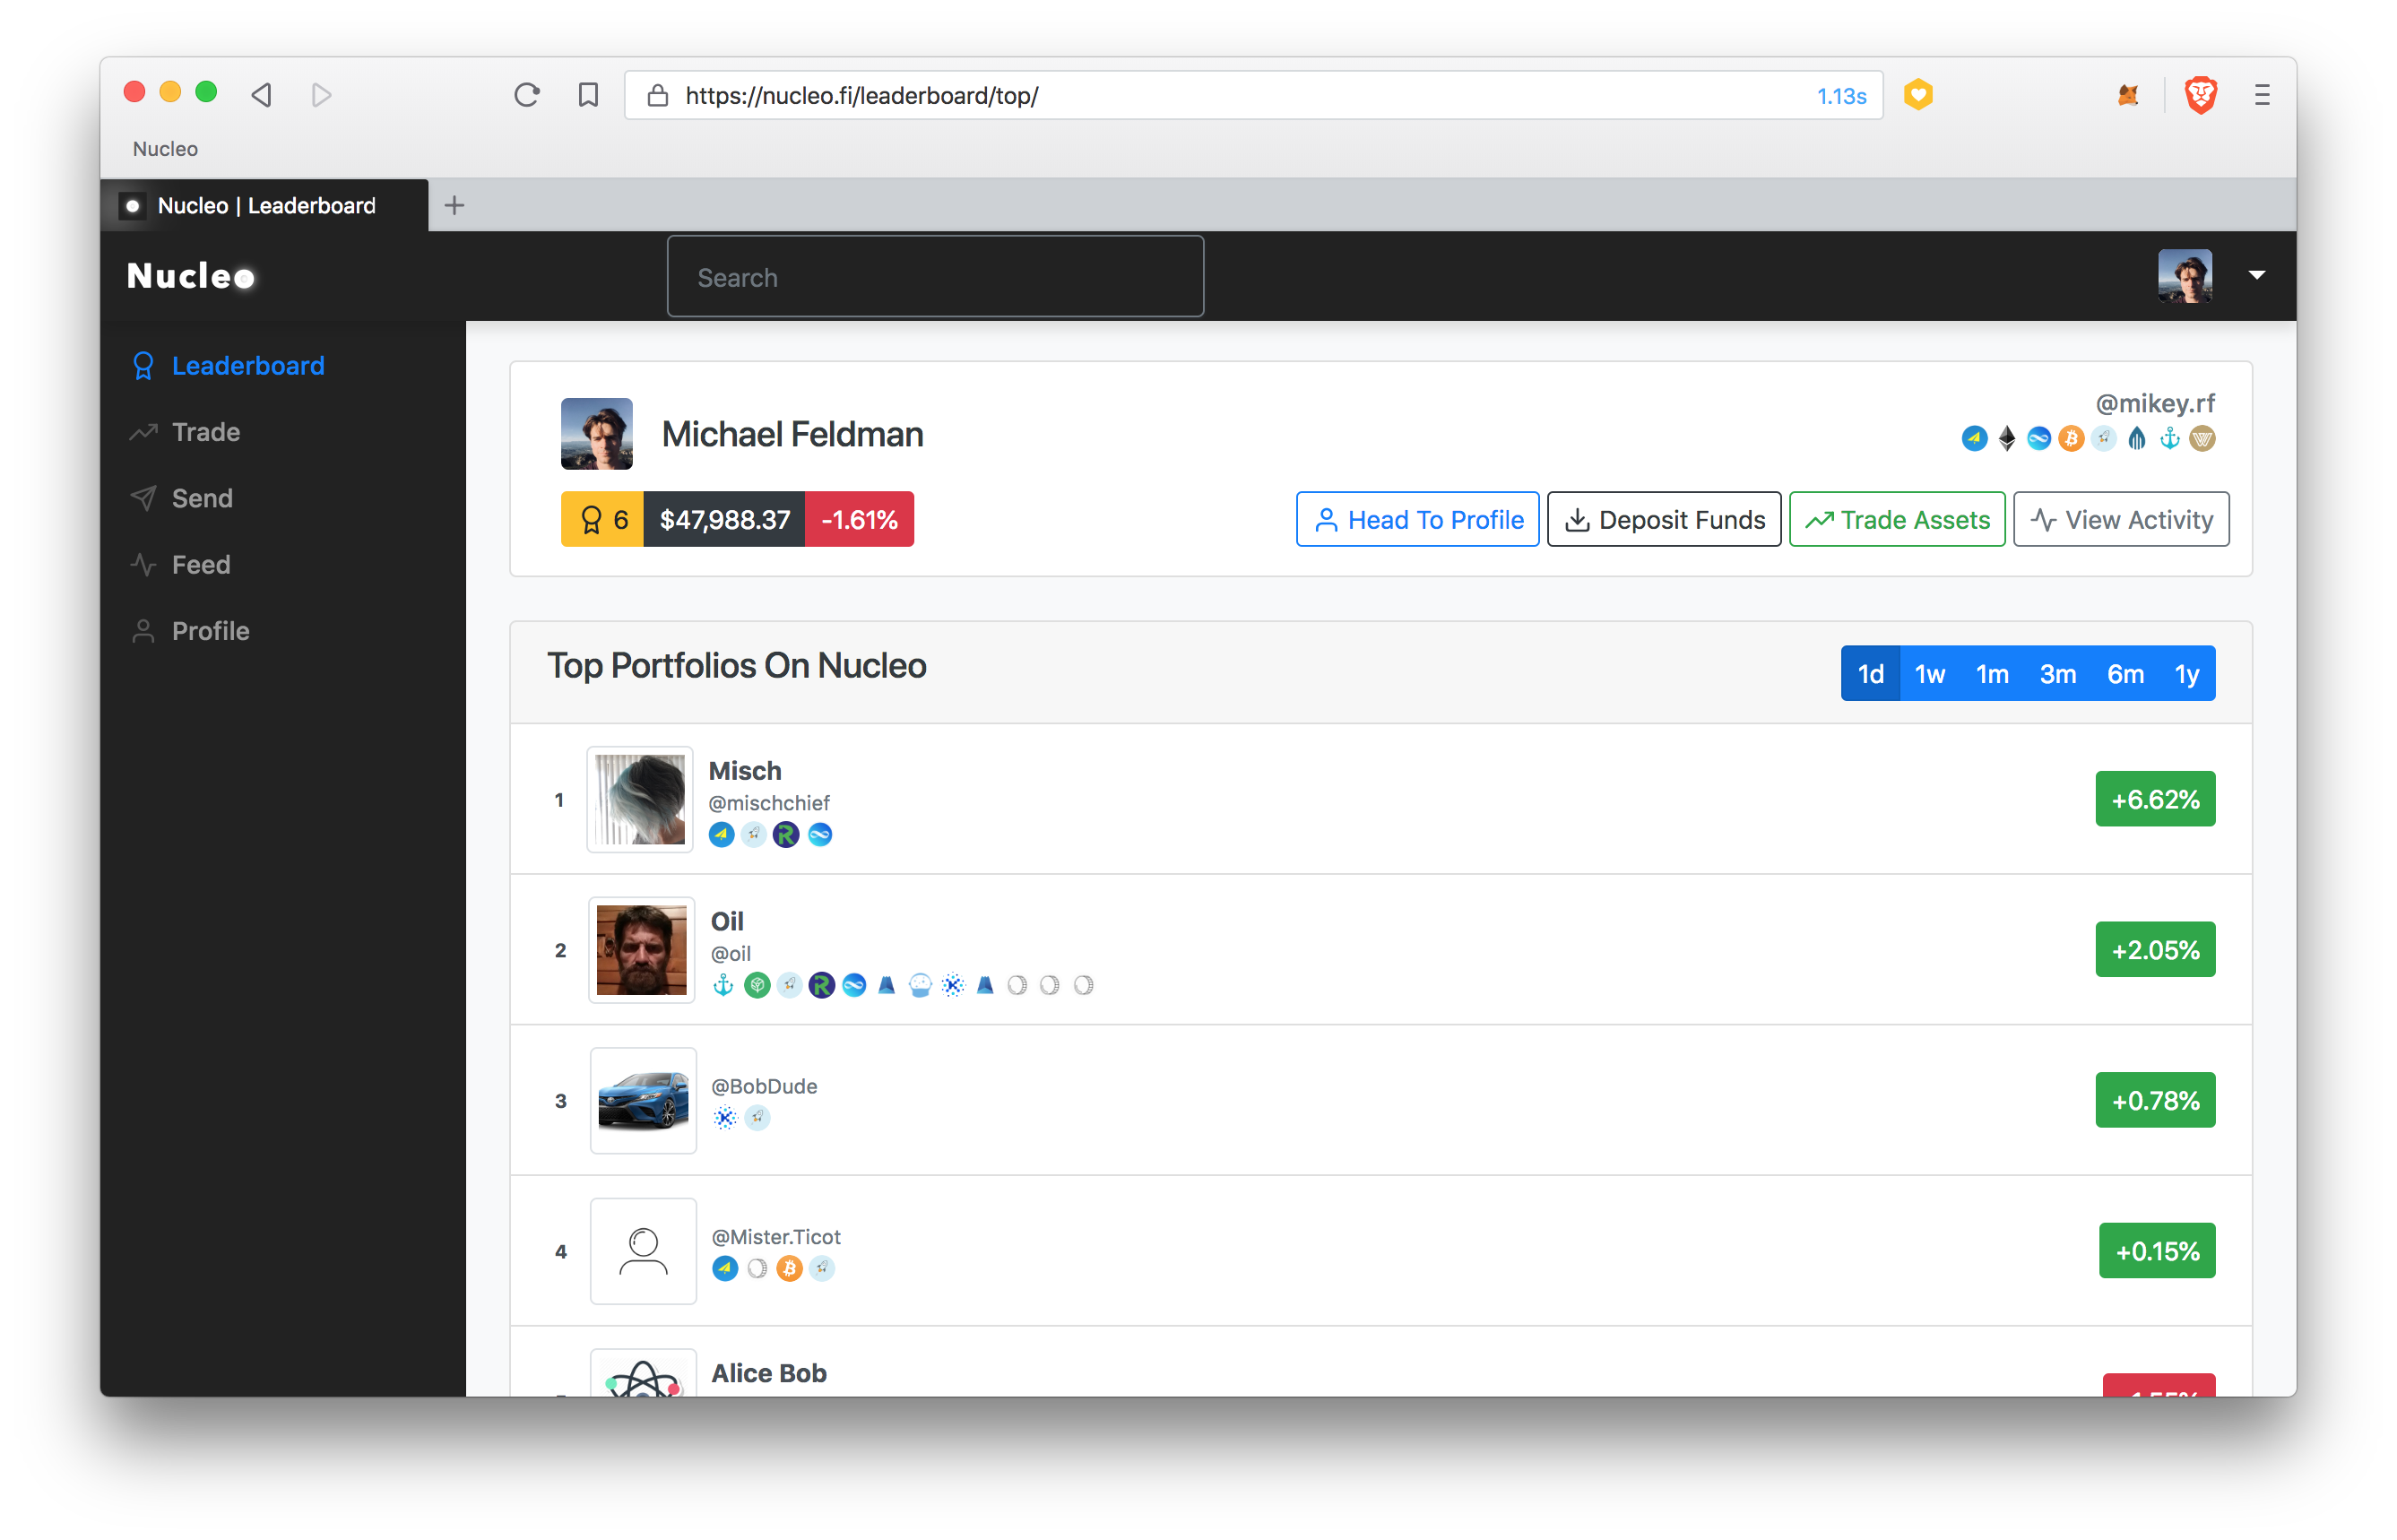 https://nucleo.fi/leaderboard/top/ 1.13s
Nucleo
Nucleo | Leaderboard
Nucleo
Search
Leaderboard
Trade
Send
Feed
Profile
Michael Feldman
@mikey.rf
6 $47,988.37 -1.61%
Head To Profile Deposit Funds Trade Assets View Activity
Top Portfolios On Nucleo
1d 1w 1m 3m 6m 1y
1
Misch
@mischchief
+6.62%
2
Oil
@oil
+2.05%
3
@BobDude
+0.78%
4
@Mister.Ticot
+0.15%
Alice Bob